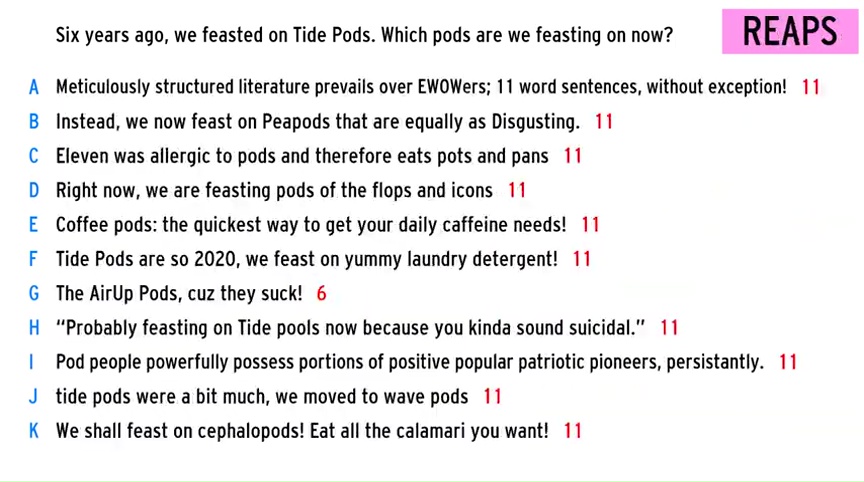 Six years ago, we feasted on Tide Pods. Which pods are we feasting on now?
REAPS
A Meticulously structured literature prevails over EWOWers; 11 word sentences, without exception! 11
B Instead, we now feast on Peapods that are equally as Disgusting. 11
C Eleven was allergic to pods and therefore eats pots and pans 11
D Right now, we are feasting pods of the flops and icons 11
E Coffee pods: the quickest way to get your daily caffeine needs! 11
F Tide Pods are so 2020, we feast on yummy laundry detergent! 11
G The AirUp Pods, cuz they suck! 6
H “Probably feasting on Tide pools now because you kinda sound suicidal.” 11
I Pod people powerfully possess portions of positive popular patriotic pioneers, persistantly. 11
J tide pods were a bit much, we moved to wave pods 11
K We shall feast on cephalopods! Eat all the calamari you want! 11